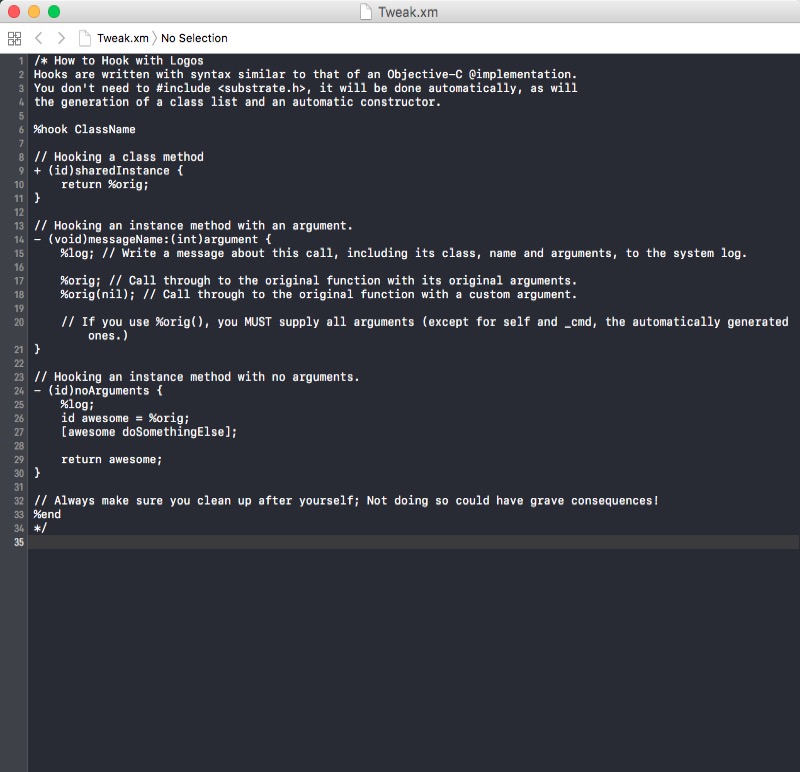 Tweak.xm
Tweak.xm No Selection
1 /* How to Hook with Logos
2 Hooks are written with syntax similar to that of an Objective-C @implementation.
3 You don't need to #include <substrate.h>, it will be done automatically, as will
4 the generation of a class list and an automatic constructor.
5
6 %hook ClassName
7
8 // Hooking a class method
9 + (id)sharedInstance {
10     return %orig;
11 }
12
13 // Hooking an instance method with an argument.
14 - (void)messageName:(int)argument {
15     %log; // Write a message about this call, including its class, name and arguments, to the system log.
16
17     %orig; // Call through to the original function with its original arguments.
18     %orig(nil); // Call through to the original function with a custom argument.
19
20     // If you use %orig(), you MUST supply all arguments (except for self and _cmd, the automatically generated
ones.)
21 }
22
23 // Hooking an instance method with no arguments.
24 - (id)noArguments {
25     %log;
26     id awesome = %orig;
27     [awesome doSomethingElse];
28
29     return awesome;
30 }
31
32 // Always make sure you clean up after yourself; Not doing so could have grave consequences!
33 %end
34 */
35